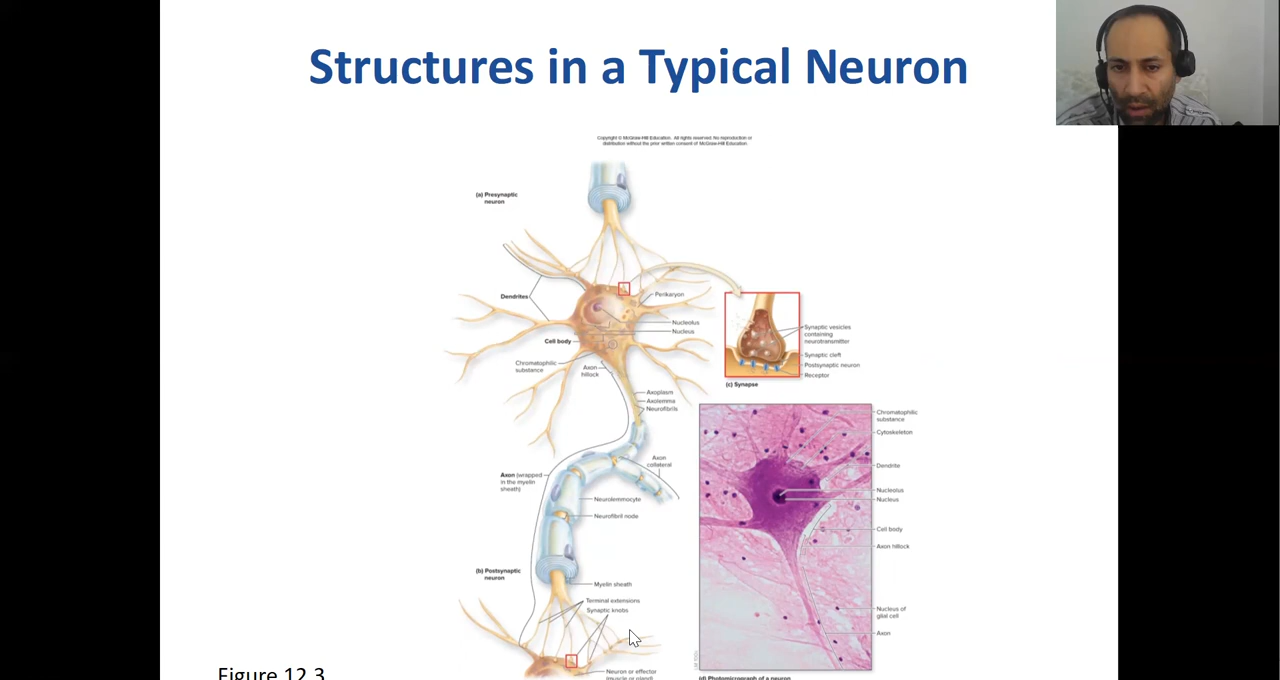 Structures in a Typical Neuron
Copyright © McGraw-Hill Education. All rights reserved. No reproduction or
distribution without the prior written consent of McGraw-Hill Education.
(a) Presynaptic
neuron
Dendrites
Perikaryon
Nucleolus
Nucleus
Cell body
Chromatophilic
substance
Axon
hillock
Axoplasm
Axolemma
Neurofibrils
Axon
collateral
Axon (wrapped
in the myelin
sheath)
Neurolemmocyte
Neurofibril node
(b) Postsynaptic
neuron
Myelin sheath
Terminal extensions
Synaptic knobs
Neuron or effector
(muscle or gland)
Synaptic vesicles
containing
neurotransmitter
Synaptic cleft
Postsynaptic neuron
Receptor
(c) Synapse
Chromatophilic
substance
Cytoskeleton
Dendrite
Nucleolus
Nucleus
Cell body
Axon hillock
Nucleus of
glial cell
Axon
(d) Photomicrograph of a neuron
Figure 12.3